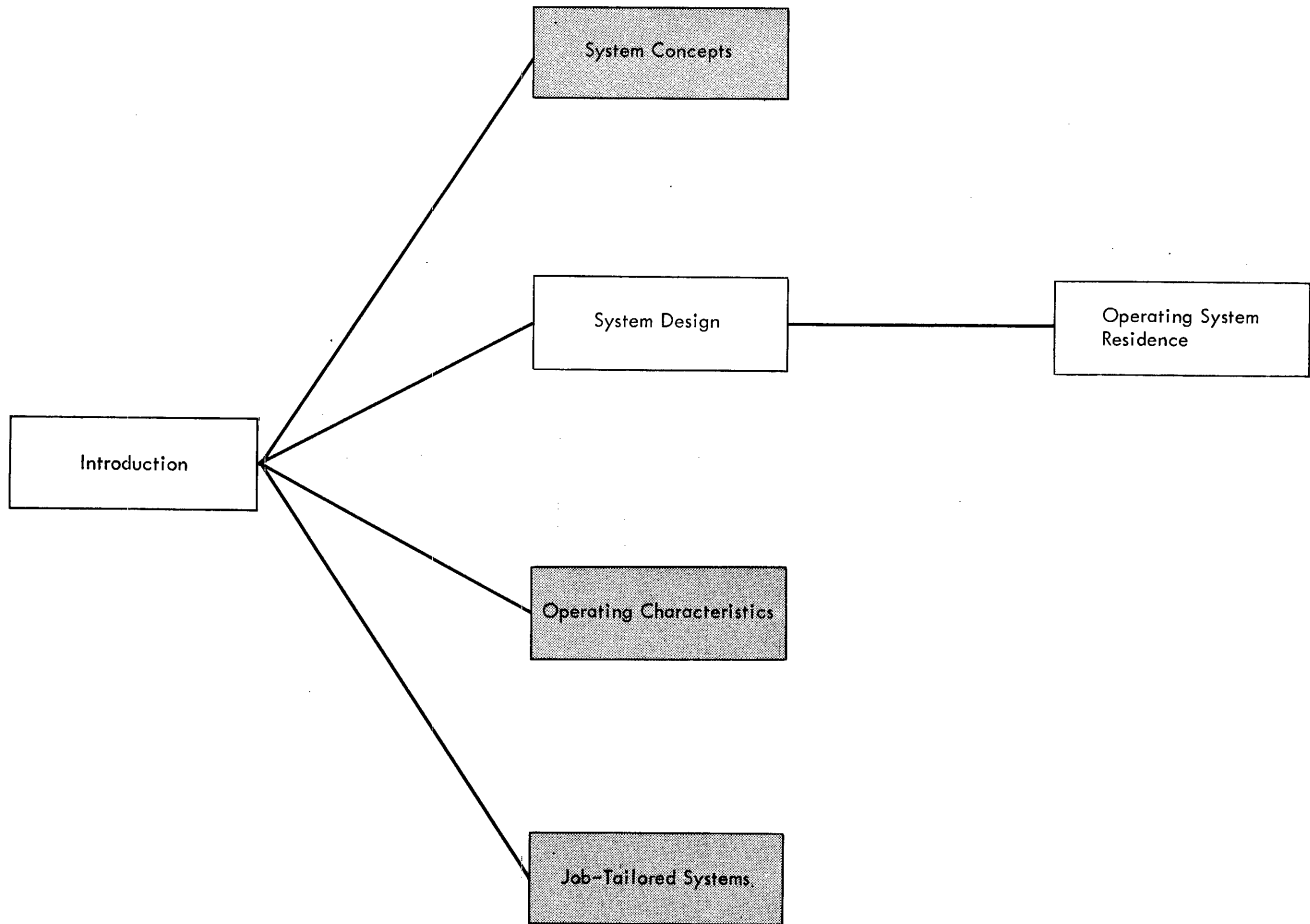 System Concepts
System Design
Operating System
Residence
Introduction
Operating Characteristics
Job-Tailored Systems